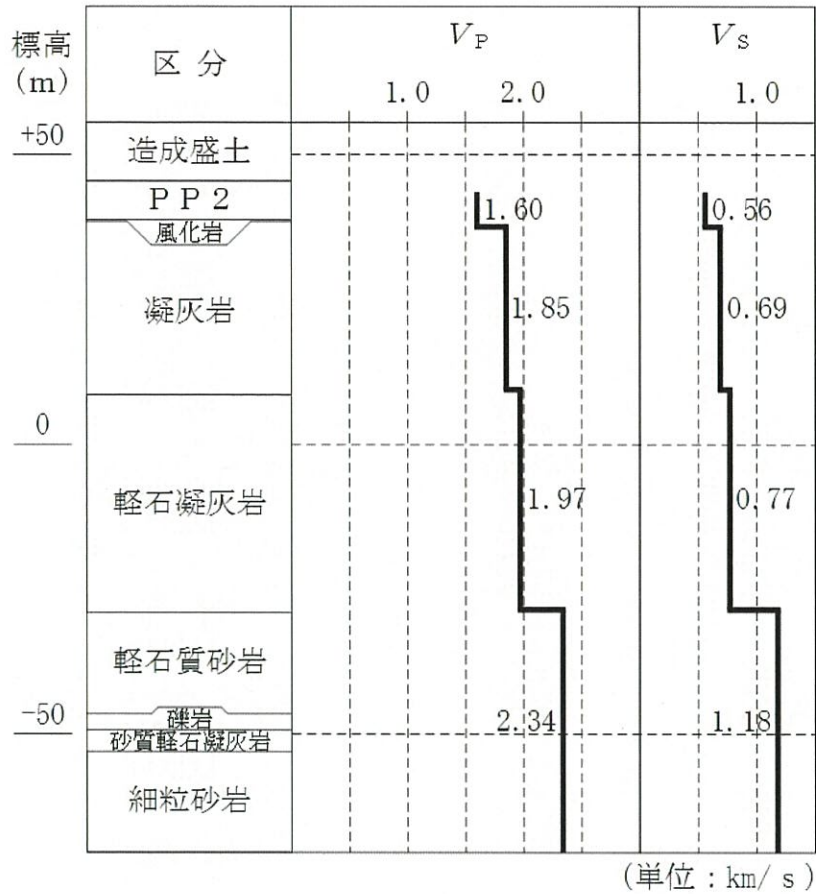 標高
(m)
区 分
VP
VS
1.0 2.0
1.0
+50
造成盛土
ＰＰ２
1.60
0.56
風化岩
凝灰岩
1.85
0.69
0
軽石凝灰岩
1.97
0.77
軽石質砂岩
礫岩
-50
2.34
1.18
砂質軽石凝灰岩
細粒砂岩
(単位：km/s)